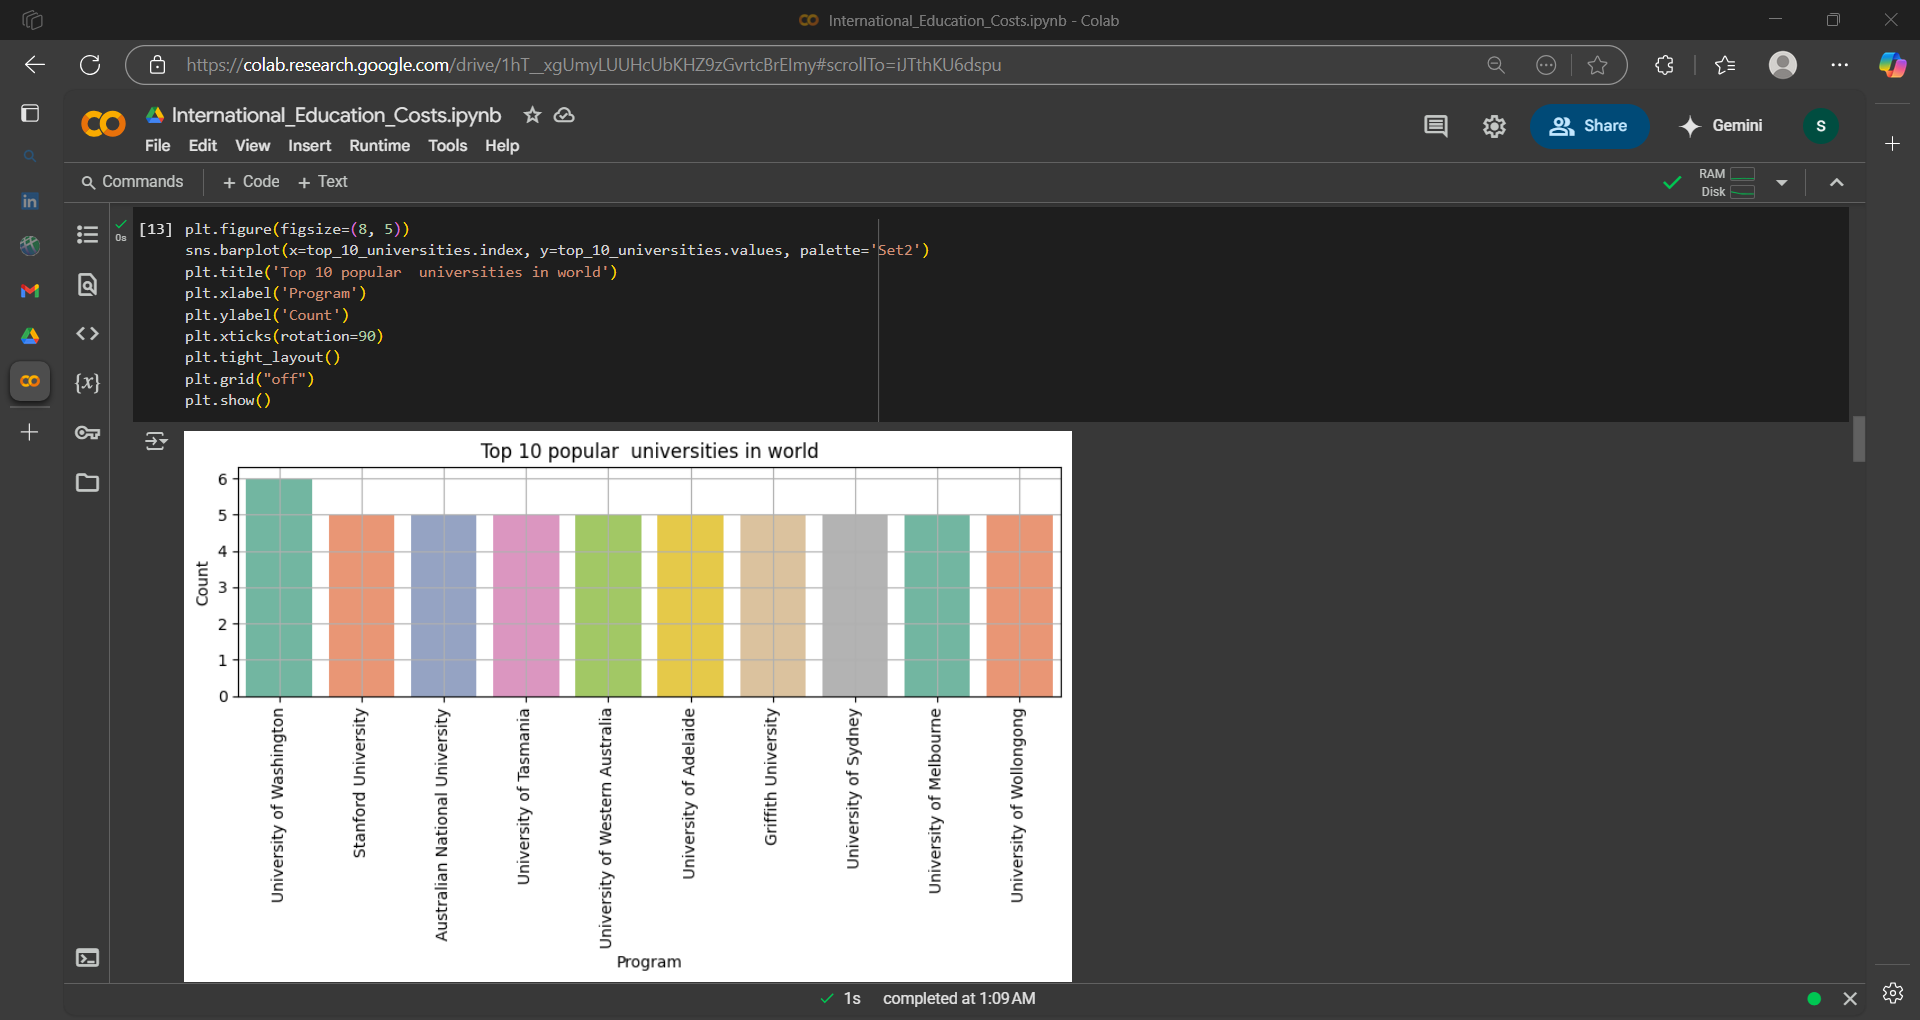 International_Education_Costs.ipynb - Colab
https://colab.research.google.com/drive/1hT__xgUmyLUUHcUbKHZ9zGvrtcBrEImy#scrollTo=iJTthKU6dspu
International_Education_Costs.ipynb
File Edit View Insert Runtime Tools Help
Share
Gemini
S
Commands + Code + Text
RAM
Disk
in
{x}
0s
[13] plt.figure(figsize=(8, 5))
sns.barplot(x=top_10_universities.index, y=top_10_universities.values, palette='Set2')
plt.title('Top 10 popular  universities in world')
plt.xlabel('Program')
plt.ylabel('Count')
plt.xticks(rotation=90)
plt.tight_layout()
plt.grid("off")
plt.show()
Top 10 popular  universities in world
6
5
4
3
2
1
0
Count
University of Washington
Stanford University
Australian National University
University of Tasmania
University of Western Australia
University of Adelaide
Griffith University
University of Sydney
University of Melbourne
University of Wollongong
Program
1s completed at 1:09 AM